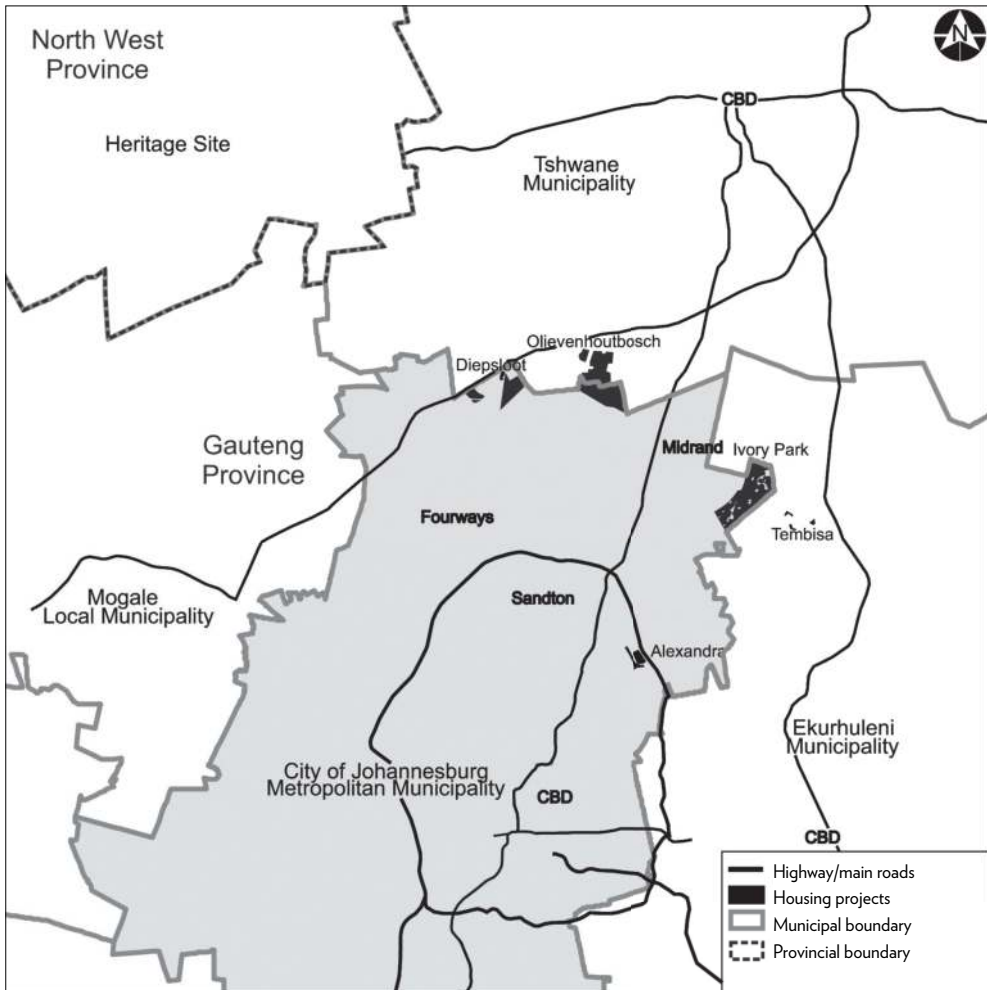 North West
Province
N
Heritage Site
CBD
Tshwane
Municipality
Olievenhoutbosch
Diepsloot
Gauteng
Province
Midrand
Ivory Park
Fourways
Tembisa
Mogale
Local Municipality
Sandton
Alexandra
Ekurhuleni
Municipality
City of Johannesburg
Metropolitan Municipality
CBD
CBD
Highway/main roads
Housing projects
Municipal boundary
Provincial boundary